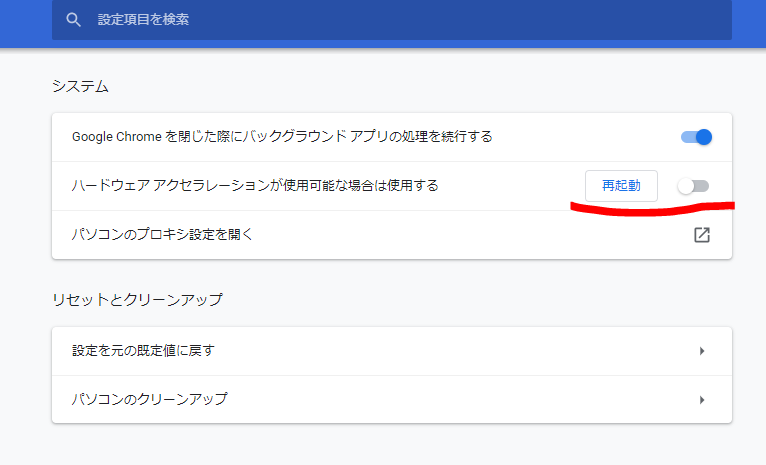 設定項目を検索
システム
Google Chrome を閉じた際にバックグラウンド アプリの処理を続行する
ハードウェア アクセラレーションが使用可能な場合は使用する
再起動
パソコンのプロキシ設定を開く
リセットとクリーンアップ
設定を元の既定値に戻す
パソコンのクリーンアップ